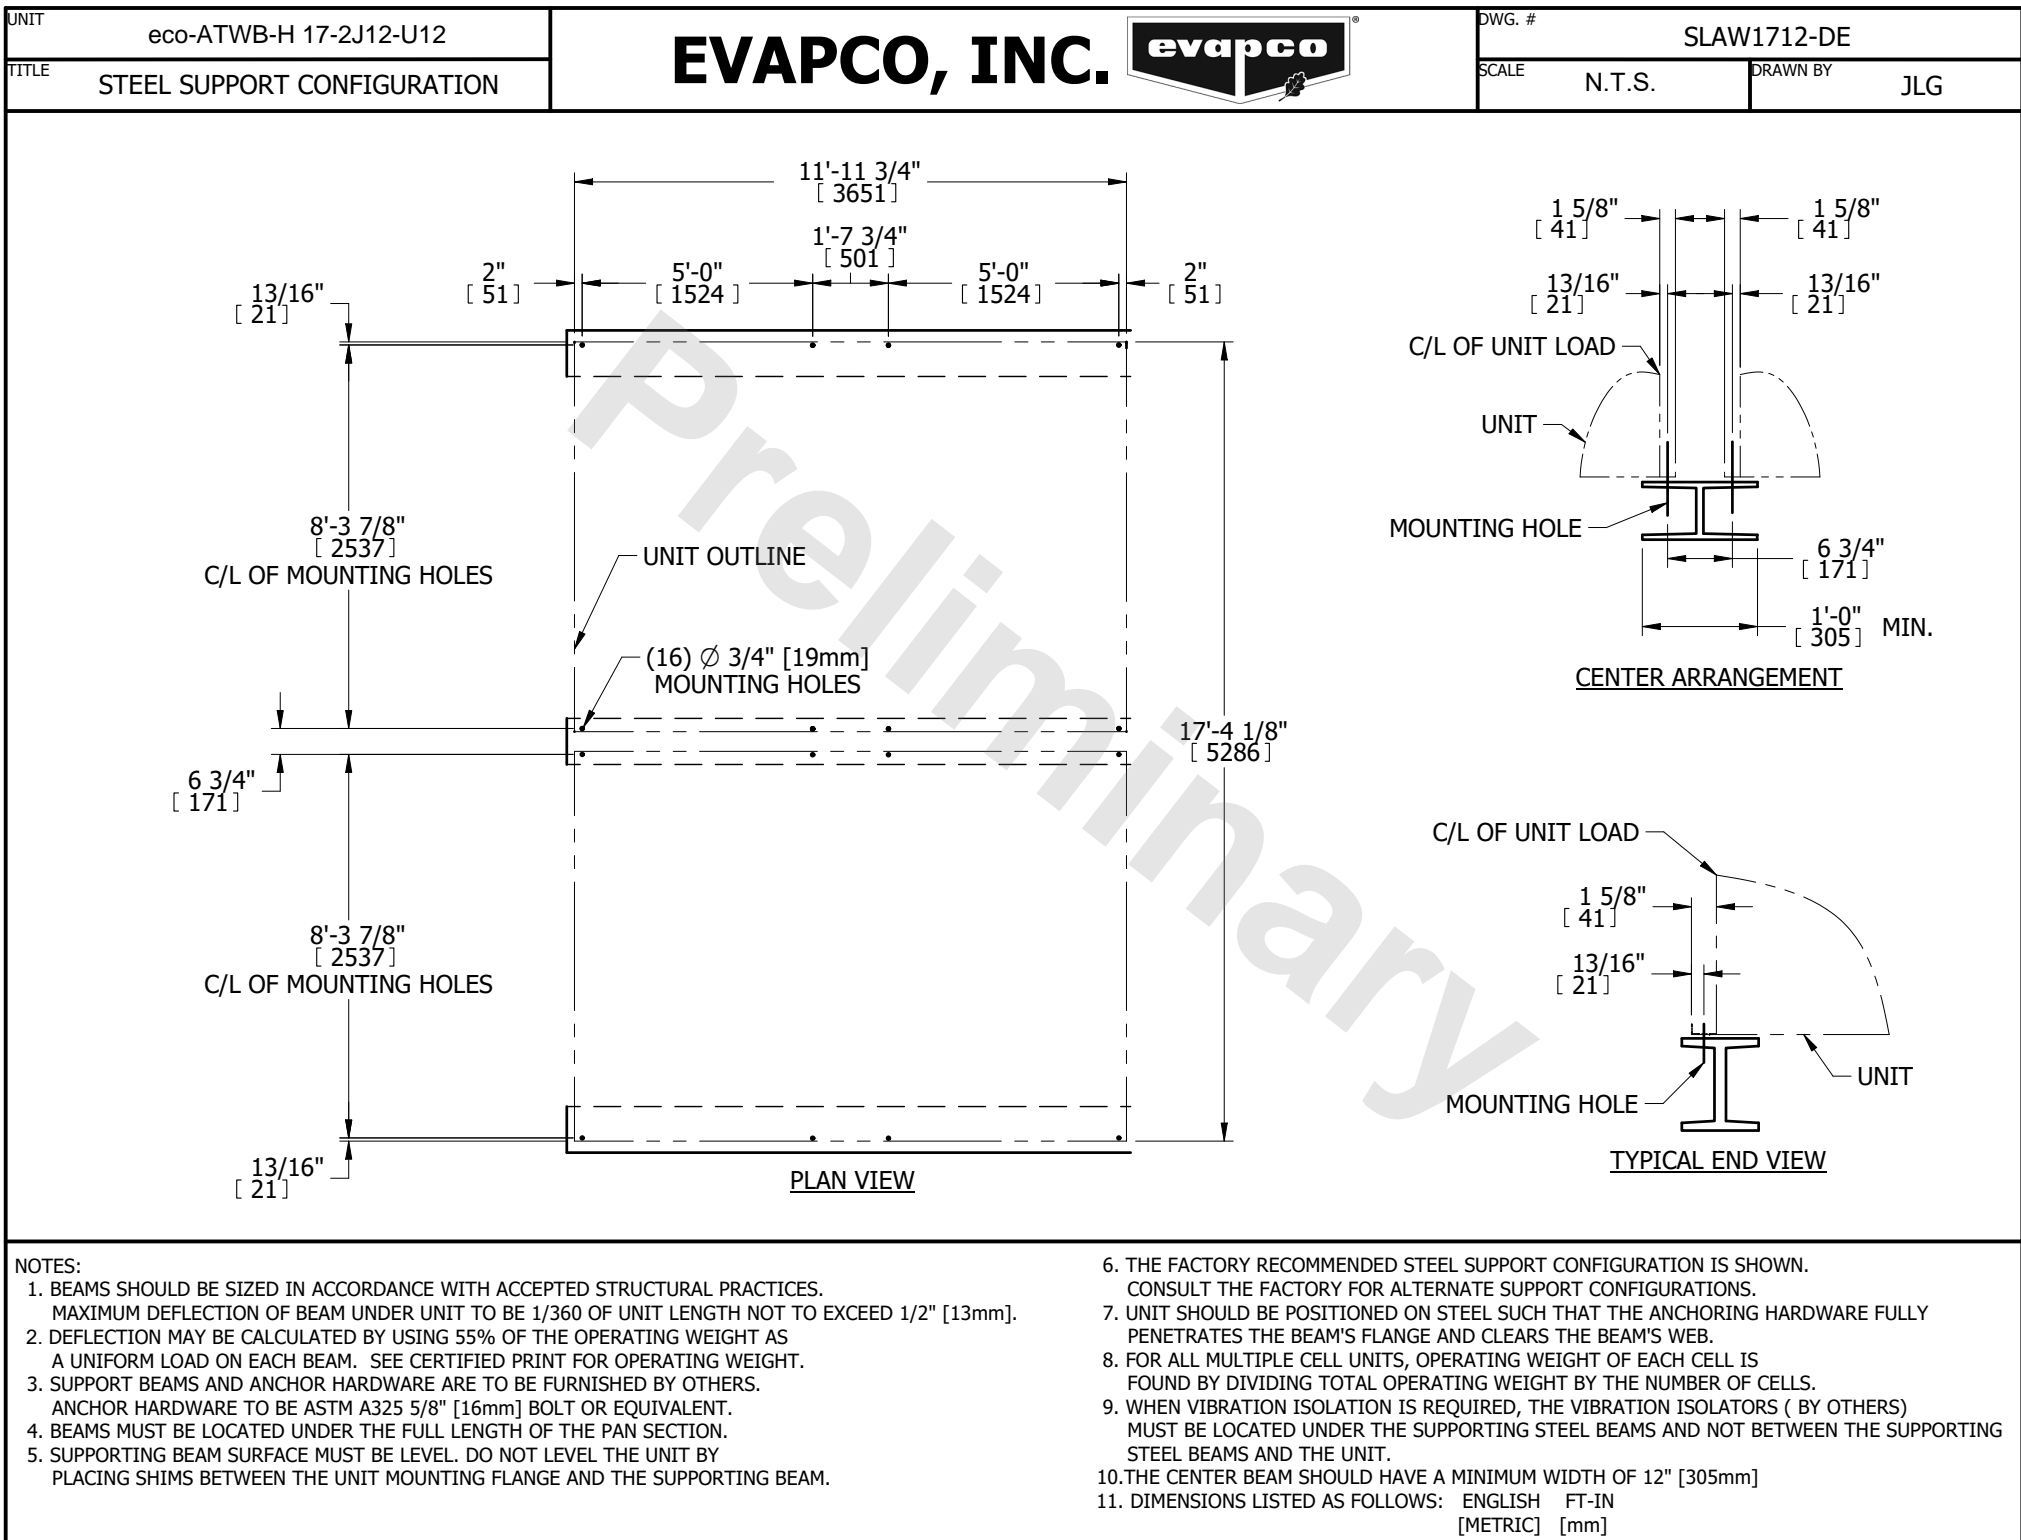 UNIT
eco-ATWB-H 17-2J12-U12
TITLE
STEEL SUPPORT CONFIGURATION
EVAPCO, INC.
evapco
®
DWG. #
SLAW1712-DE
SCALE
N.T.S.
DRAWN BY
JLG
11'-11 3/4"
[ 3651 ]
1'-7 3/4"
[ 501 ]
2"
[ 51 ]
5'-0"
[ 1524 ]
5'-0"
[ 1524 ]
2"
[ 51 ]
13/16"
[ 21 ]
8'-3 7/8"
[ 2537 ]
C/L OF MOUNTING HOLES
UNIT OUTLINE
(16) ∅ 3/4" [19mm]
MOUNTING HOLES
6 3/4"
[ 171 ]
17'-4 1/8"
[ 5286 ]
8'-3 7/8"
[ 2537 ]
C/L OF MOUNTING HOLES
13/16"
[ 21 ]
PLAN VIEW
Preliminary
1 5/8"
[ 41 ]
1 5/8"
[ 41 ]
13/16"
[ 21 ]
13/16"
[ 21 ]
C/L OF UNIT LOAD
UNIT
MOUNTING HOLE
6 3/4"
[ 171 ]
1'-0"
[ 305 ] MIN.
CENTER ARRANGEMENT
C/L OF UNIT LOAD
1 5/8"
[ 41 ]
13/16"
[ 21 ]
UNIT
MOUNTING HOLE
TYPICAL END VIEW
NOTES:
1. BEAMS SHOULD BE SIZED IN ACCORDANCE WITH ACCEPTED STRUCTURAL PRACTICES.
MAXIMUM DEFLECTION OF BEAM UNDER UNIT TO BE 1/360 OF UNIT LENGTH NOT TO EXCEED 1/2" [13mm].
2. DEFLECTION MAY BE CALCULATED BY USING 55% OF THE OPERATING WEIGHT AS
A UNIFORM LOAD ON EACH BEAM. SEE CERTIFIED PRINT FOR OPERATING WEIGHT.
3. SUPPORT BEAMS AND ANCHOR HARDWARE ARE TO BE FURNISHED BY OTHERS.
ANCHOR HARDWARE TO BE ASTM A325 5/8" [16mm] BOLT OR EQUIVALENT.
4. BEAMS MUST BE LOCATED UNDER THE FULL LENGTH OF THE PAN SECTION.
5. SUPPORTING BEAM SURFACE MUST BE LEVEL. DO NOT LEVEL THE UNIT BY
PLACING SHIMS BETWEEN THE UNIT MOUNTING FLANGE AND THE SUPPORTING BEAM.
6. THE FACTORY RECOMMENDED STEEL SUPPORT CONFIGURATION IS SHOWN.
CONSULT THE FACTORY FOR ALTERNATE SUPPORT CONFIGURATIONS.
7. UNIT SHOULD BE POSITIONED ON STEEL SUCH THAT THE ANCHORING HARDWARE FULLY
PENETRATES THE BEAM'S FLANGE AND CLEARS THE BEAM'S WEB.
8. FOR ALL MULTIPLE CELL UNITS, OPERATING WEIGHT OF EACH CELL IS
FOUND BY DIVIDING TOTAL OPERATING WEIGHT BY THE NUMBER OF CELLS.
9. WHEN VIBRATION ISOLATION IS REQUIRED, THE VIBRATION ISOLATORS ( BY OTHERS)
MUST BE LOCATED UNDER THE SUPPORTING STEEL BEAMS AND NOT BETWEEN THE SUPPORTING
STEEL BEAMS AND THE UNIT.
10.THE CENTER BEAM SHOULD HAVE A MINIMUM WIDTH OF 12" [305mm]
11. DIMENSIONS LISTED AS FOLLOWS: ENGLISH FT-IN
[METRIC] [mm]